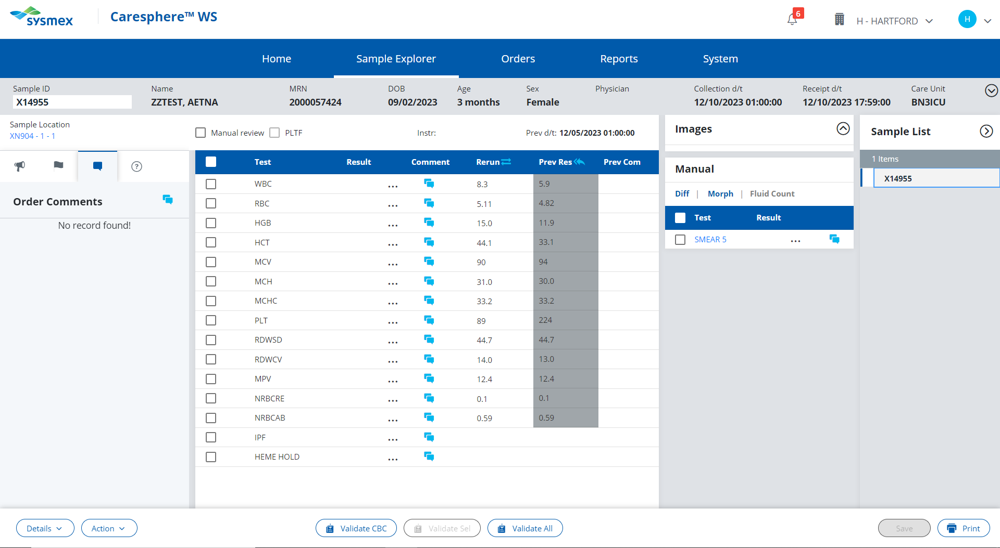 sysmex
Caresphere™ WS
6
H - HARTFORD
H
Home
Sample Explorer
Orders
Reports
System
Sample ID
X14955
Name
ZZTEST, AETNA
MRN
2000057424
DOB
09/02/2023
Age
3 months
Sex
Female
Physician
Collection d/t
12/10/2023 01:00:00
Receipt d/t
12/10/2023 17:59:00
Care Unit
BN3ICU
Sample Location
XN904 - 1 - 1
?
Order Comments
No record found!
Manual review
PLTF
Instr:
Prev d/t: 12/05/2023 01:00:00
Test Result Comment Rerun Prev Res Prev Com
WBC ... 8.3 5.9
RBC ... 5.11 4.82
HGB ... 15.0 11.9
HCT ... 44.1 33.1
MCV ... 90 94
MCH ... 31.0 30.0
MCHC ... 33.2 33.2
PLT ... 89 224
RDWSD ... 44.7 44.7
RDWCV ... 14.0 13.0
MPV ... 12.4 12.4
NRBCRE ... 0.1 0.1
NRBCAB ... 0.59 0.59
IPF ...
HEME HOLD ...
Images
Manual
Diff | Morph | Fluid Count
Test Result
SMEAR 5 ...
Sample List
1 Items
X14955
Details
Action
Validate CBC
Validate Sel
Validate All
Save
Print